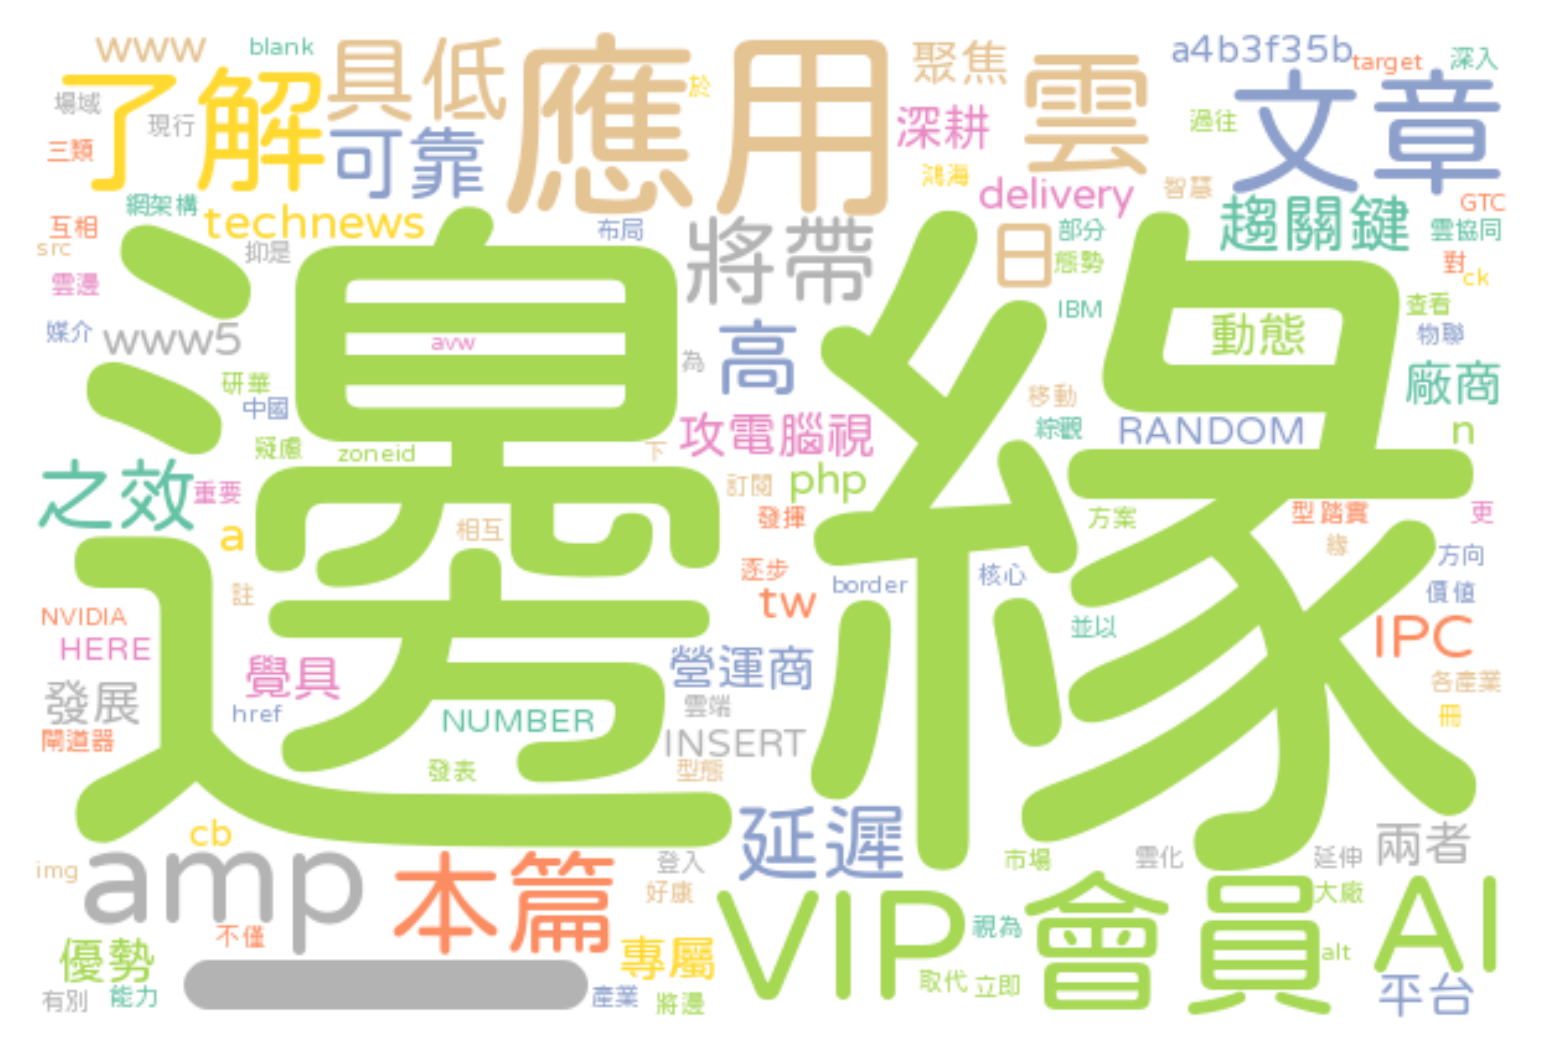 www
blank
具低
應用
聚焦
雲
a4b3f35b
target
深入
了解
於
文章
場域
現行
可靠
深耕
過往
三類
鴻海
delivery
智慧
網架構
technews
趨關鍵
GTC
互相
布局
將帶
日
部分
雲協同
src
抑是
態勢
對
ck
雲邊
邊緣
IBM
查看
媒介
www5
avw
高
為
動態
物聯
研華
中國
移動
廠商
疑慮
zoneid
下
攻電腦視
綜觀
RANDOM
n
之效
重要
訂閱
php
a
相互
發揮
方案
型
踏實
更
緣
方向
註
逐步
border
核心
價值
NVIDIA
tw
並以
IPC
HERE
覺具
營運商
各產業
發展
href
NUMBER
雲端
冊
閘道器
INSERT
發表
型態
cb
延遲
市場
雲化
延伸
兩者
img
amp
本篇
登入
好康
VIP
會員
大廠
AI
不僅
優勢
專屬
視為
alt
有別
能力
產業
將邊
取代
立即
平台